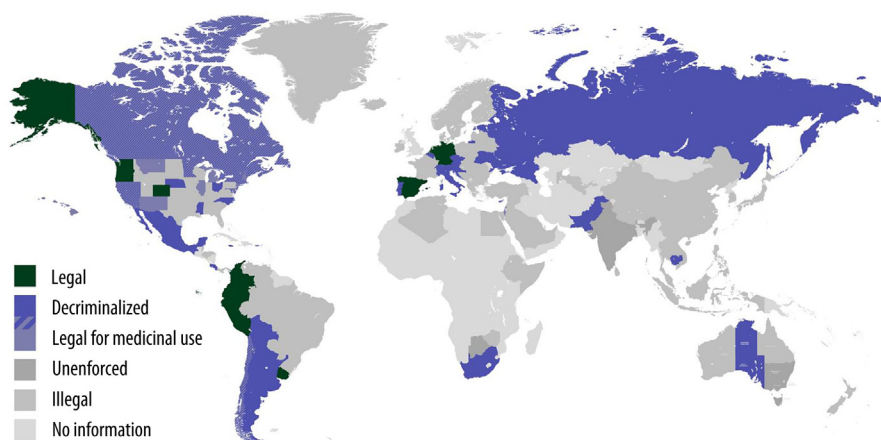 Legal
Decriminalized
Legal for medicinal use
Unenforced
Illegal
No information